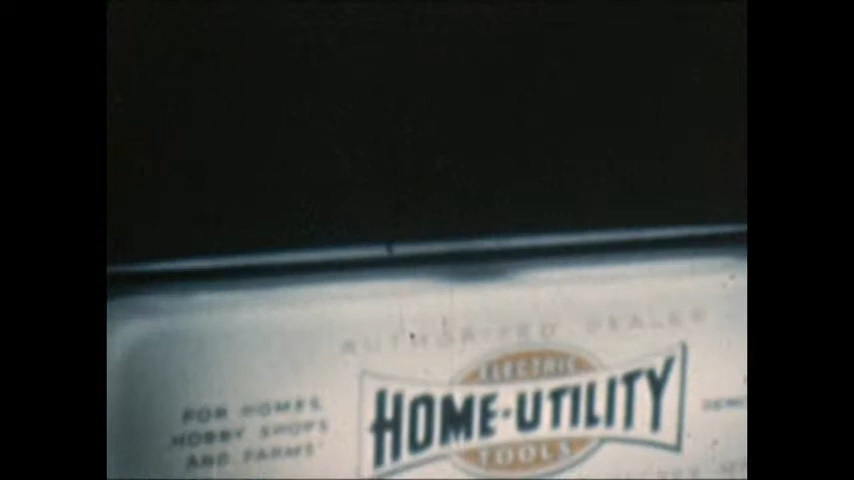 AUTHORIZED DEALER
ELECTRIC
HOME-UTILITY
TOOLS
FOR HOMES,
HOBBY SHOPS
AND FARMS